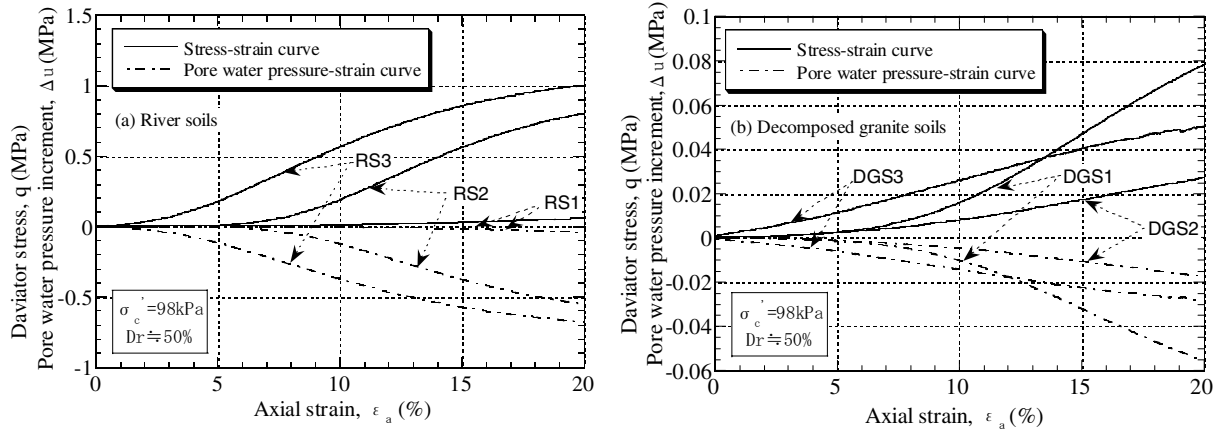 Daviator stress, q (MPa)
Pore water pressure increment, Δu (MPa)
1.5
1
0.5
0
-0.5
-1
Stress-strain curve
Pore water pressure-strain curve
(a) River soils
RS3
RS2
RS1
σc'=98kPa
Dr≒50%
0 5 10 15 20
Axial strain, εa (%)
Daviator stress, q (MPa)
Pore water pressure increment, Δu (MPa)
0.1
0.08
0.06
0.04
0.02
0
-0.02
-0.04
-0.06
Stress-strain curve
Pore water pressure-strain curve
(b) Decomposed granite soils
DGS3
DGS1
DGS2
σc'=98kPa
Dr≒50%
0 5 10 15 20
Axial strain, εa (%)